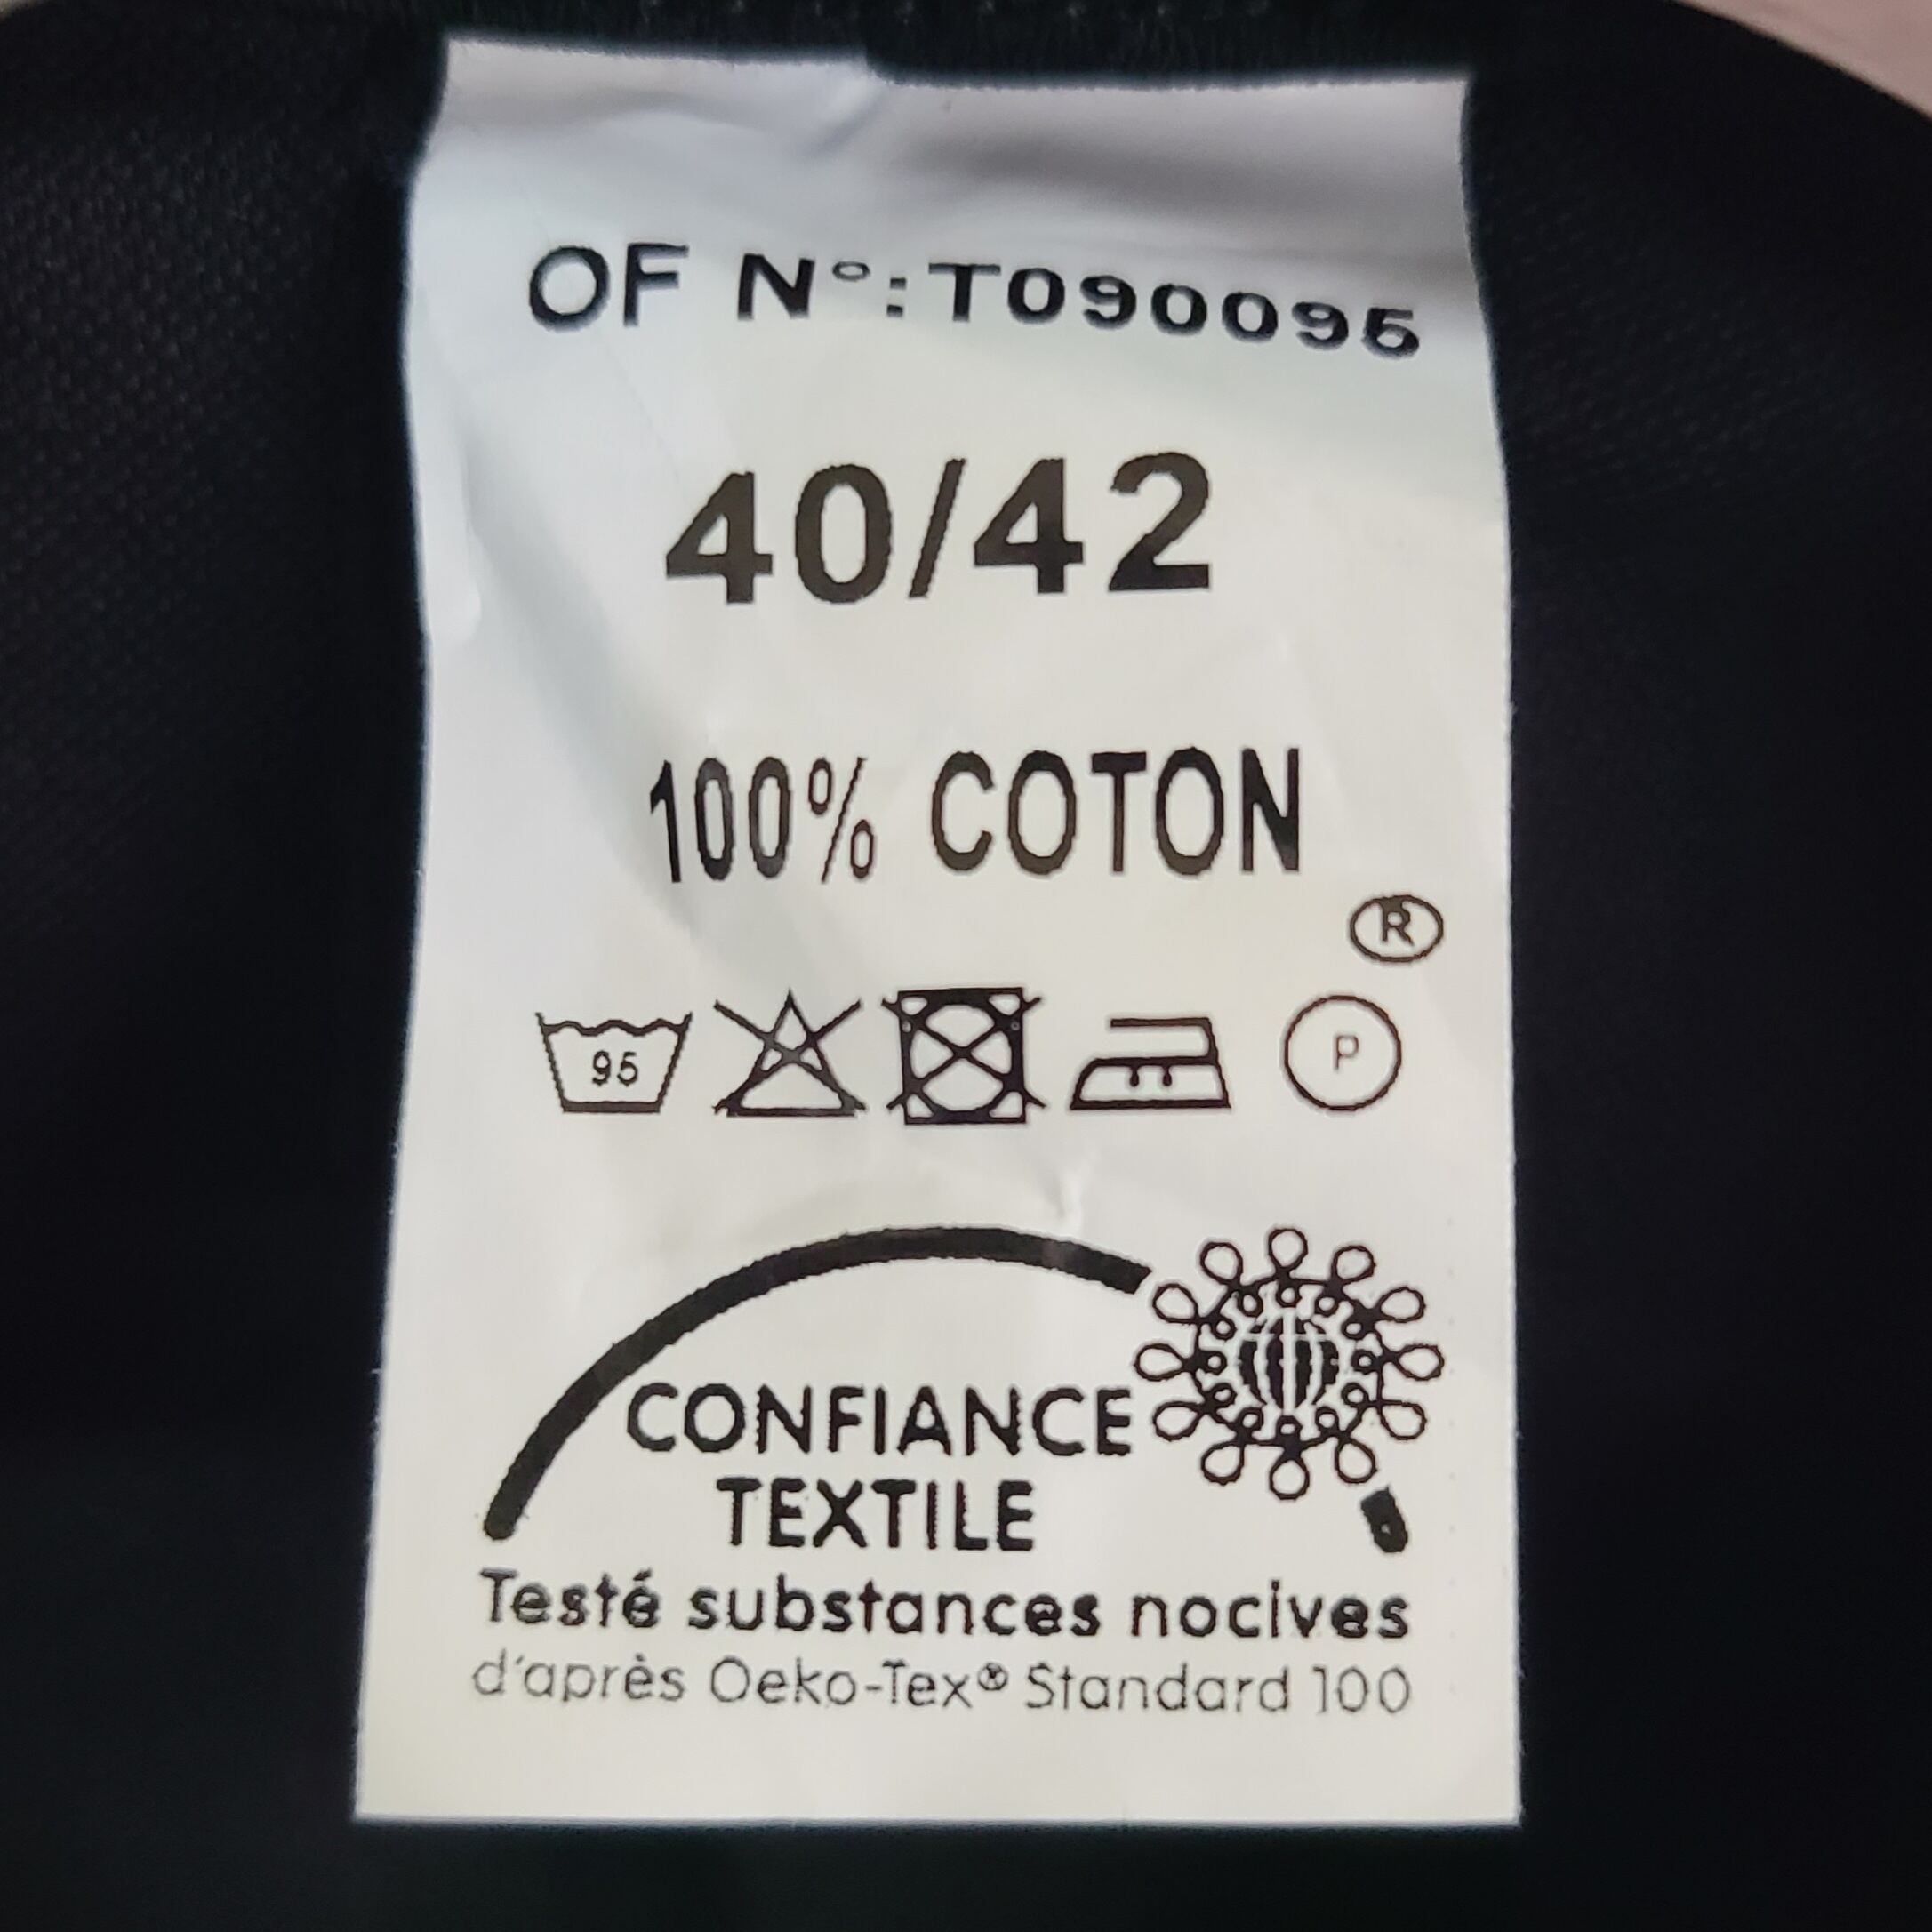 OF N°:T090095
40/42
100% COTON
®
95 P
CONFIANCE
TEXTILE
Testé substances nocives
d'après Oeko-Tex® Standard 100